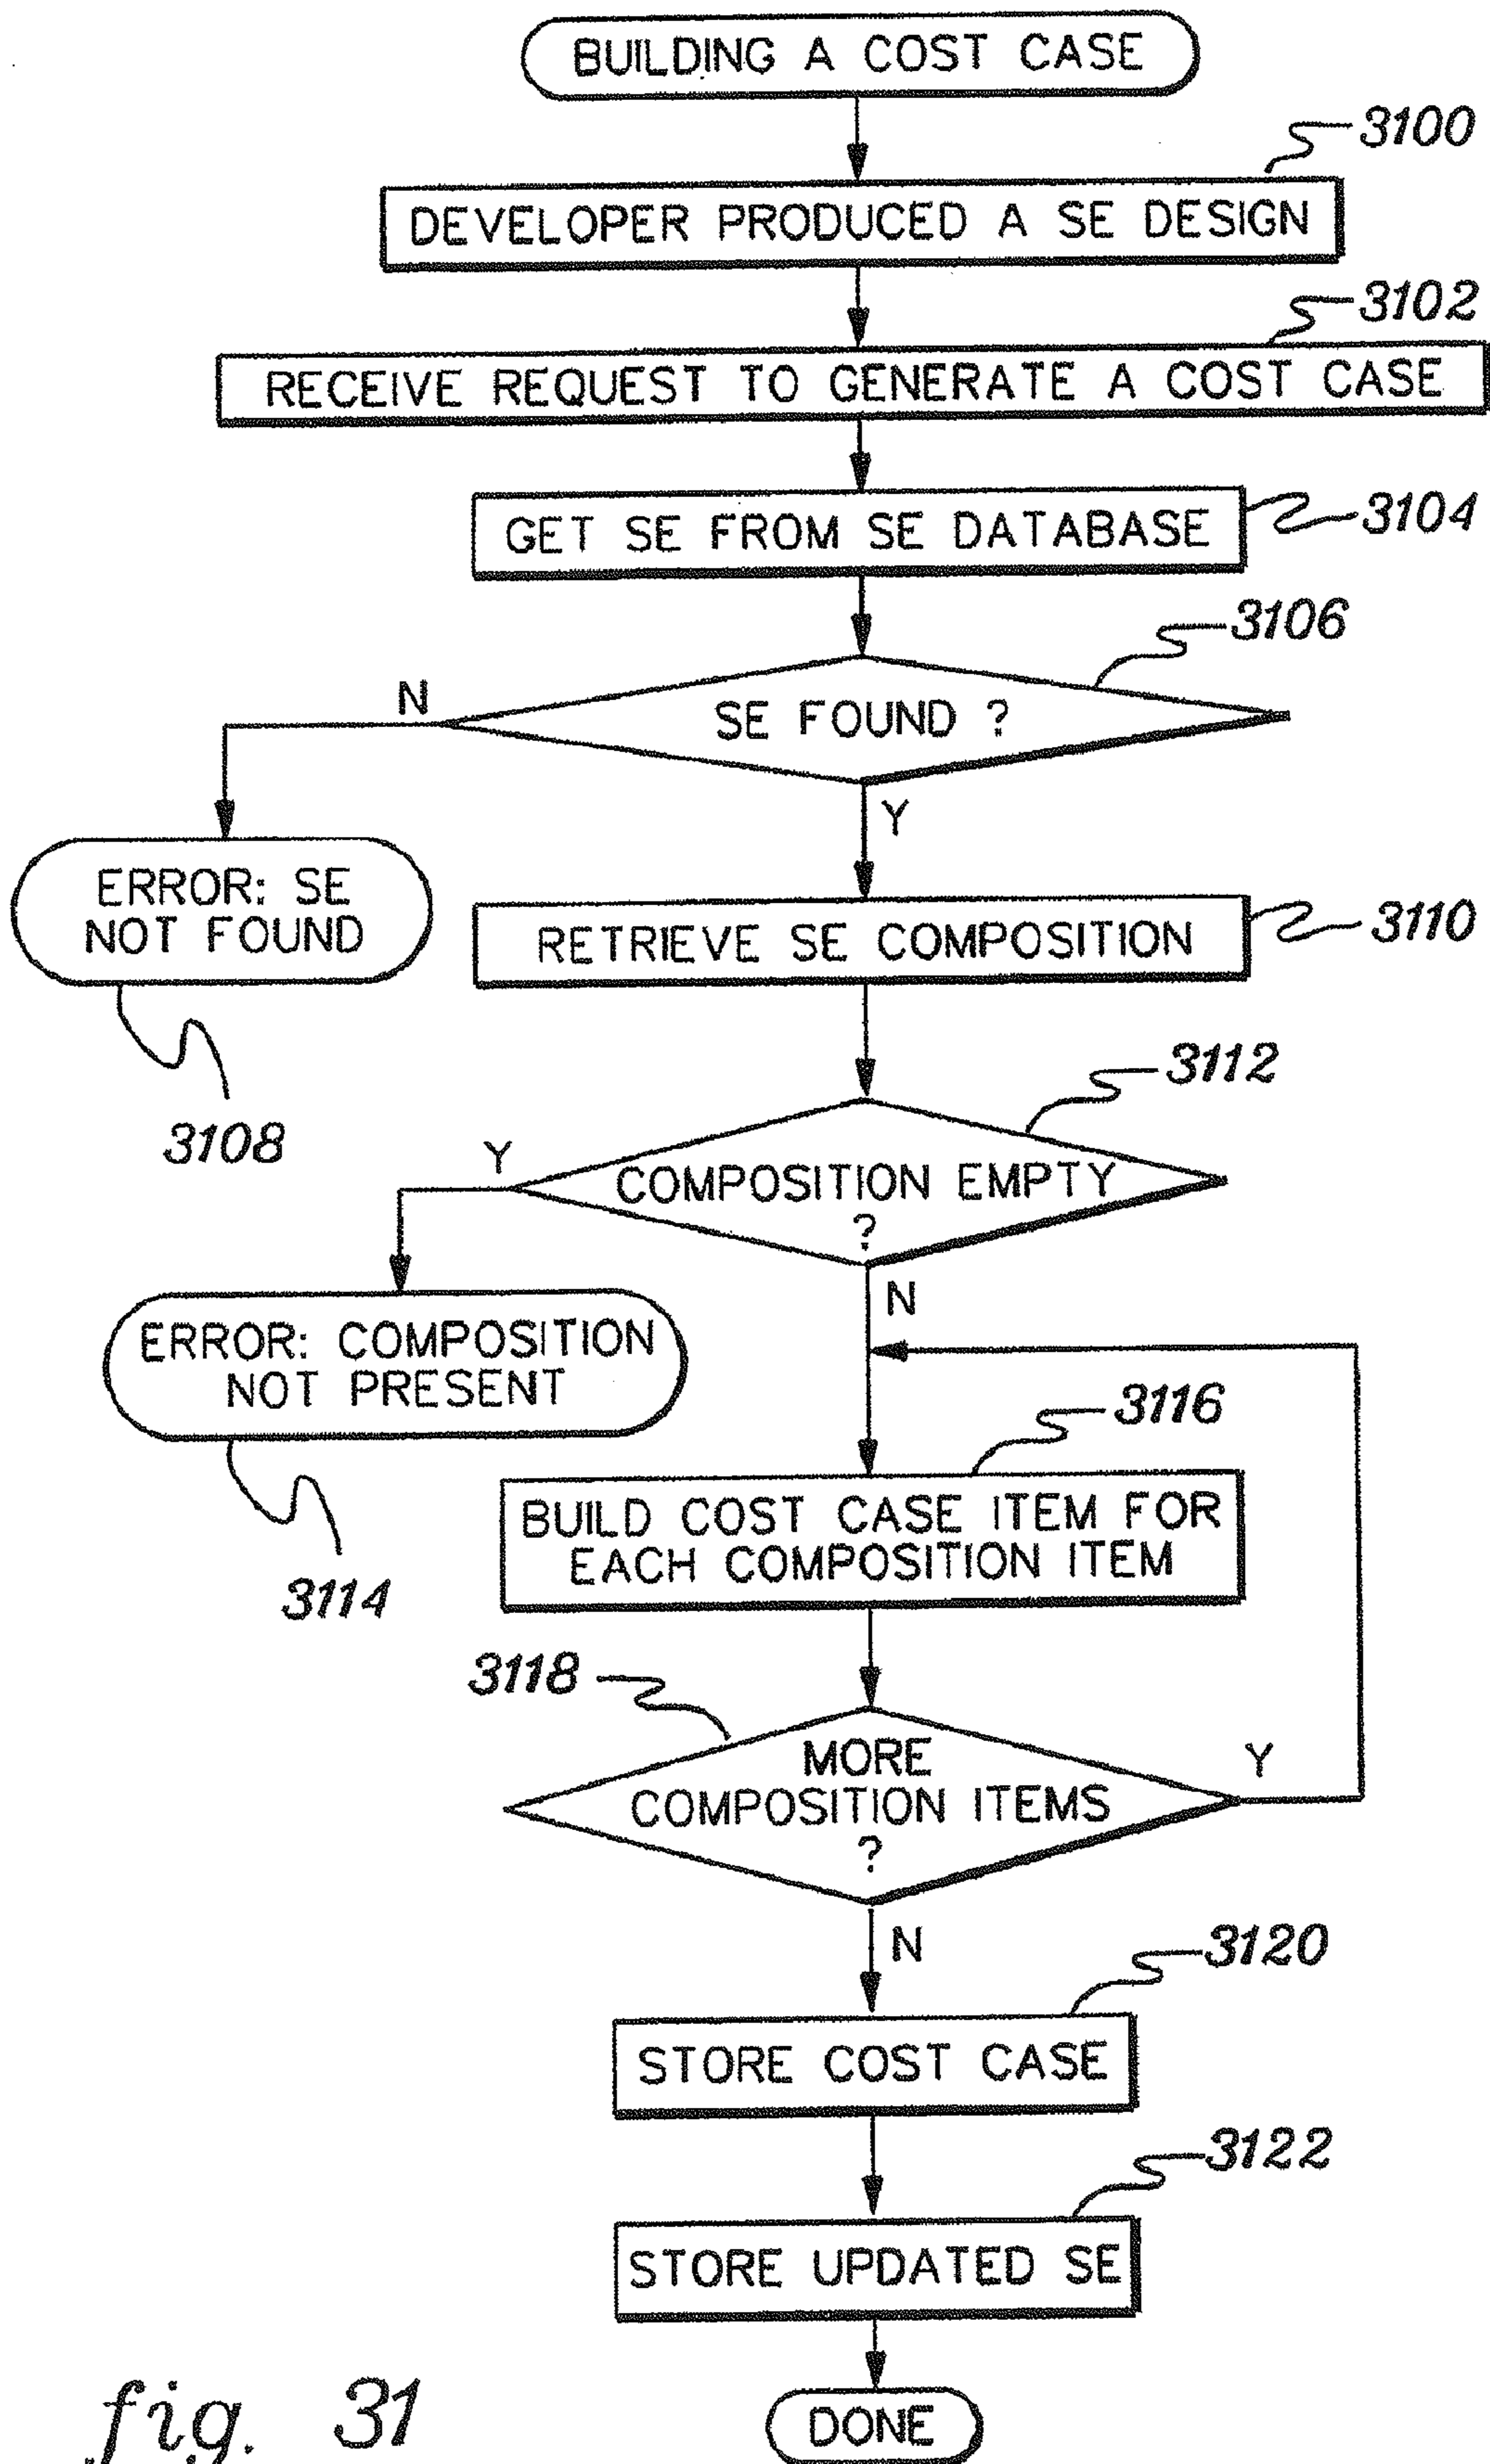 BUILDING A COST CASE
3100
DEVELOPER PRODUCED A SE DESIGN
3102
RECEIVE REQUEST TO GENERATE A COST CASE
GET SE FROM SE DATABASE
3104
3106
N
SE FOUND ?
Y
ERROR: SE
NOT FOUND
3108
RETRIEVE SE COMPOSITION
3110
3112
Y
COMPOSITION EMPTY
?
N
ERROR: COMPOSITION
NOT PRESENT
3114
3116
BUILD COST CASE ITEM FOR
EACH COMPOSITION ITEM
3118
MORE
COMPOSITION ITEMS
?
Y
N
3120
STORE COST CASE
3122
STORE UPDATED SE
DONE
fig. 31